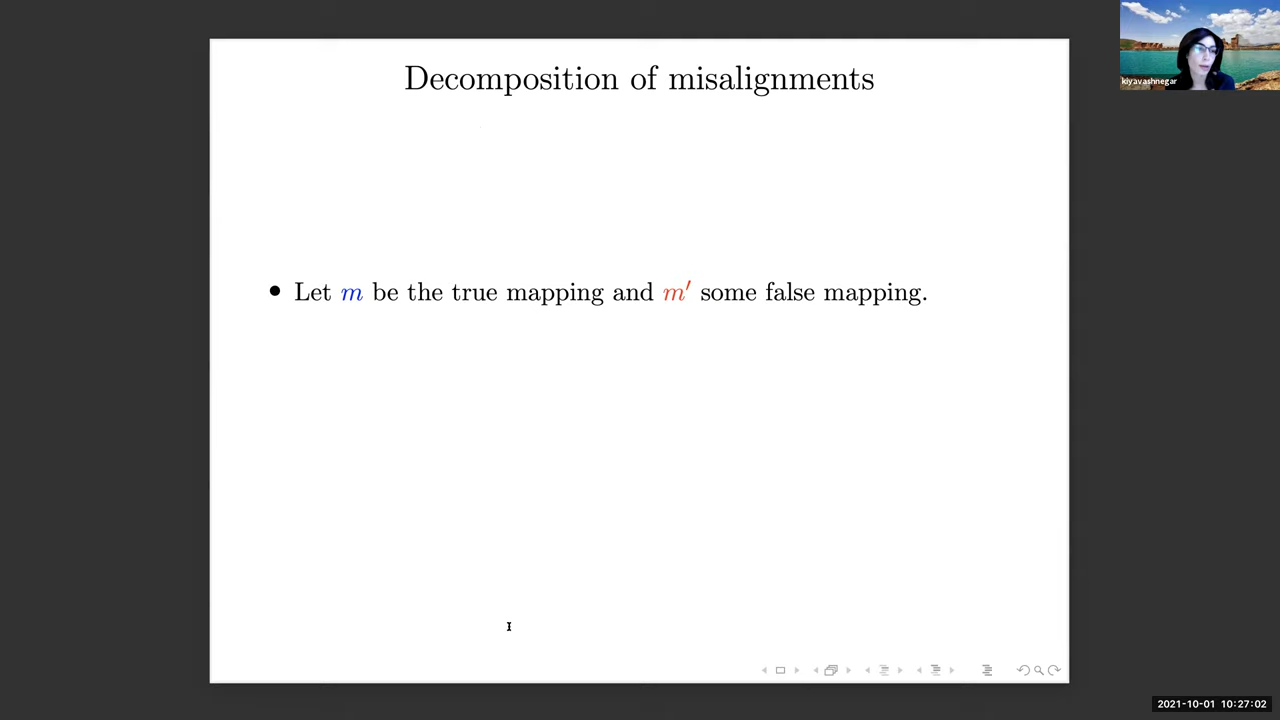 Decomposition of misalignments
kiyavashnegar
• Let m be the true mapping and m′ some false mapping.
2021-10-01 10:27:02